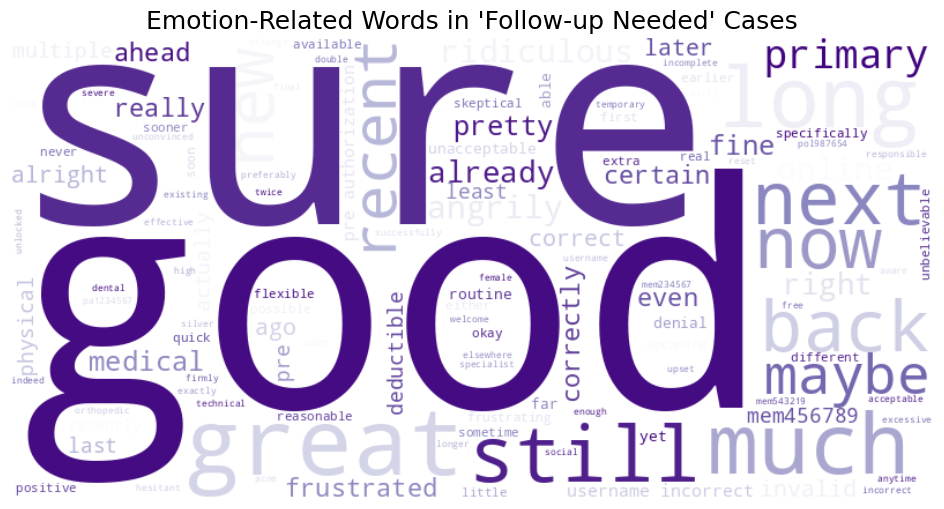 Emotion-Related Words in 'Follow-up Needed' Cases
multiple
ahead
available
double
ridiculous
later
incomplete
earlier
primary
sure
new
recent
long
severe
really
sooner
unconvinced
never
alright
existing
preferably
twice
soon
effective
unlocked
pre authorization
skeptical
able
temporary
first
pretty
unacceptable
already
least
angrily
successfully
extra
real
certain
reset
fine
specifically
po1987654
responsible
online
next
now
unbelievable
correct
username
good
actually
physical
dental
pa1234567
high
silver
quick
medical
indeed
firmly
exactly
technical
flexible
possible
ago
pre
deductible
female
routine
either
welcome
okay
elsewhere
specialist
correctly
mem234567
even
denial
upset
right
aware
free
back
different
maybe
mem543219
acceptable
mem456789
excessive
orthopedic
recently
last
positive
hesitant
acme
great
reasonable
frustrated
far
frustrating
sometime
longer
little
still
enough
social
yet
username
incorrect
much
invalid
anytime
incorrect